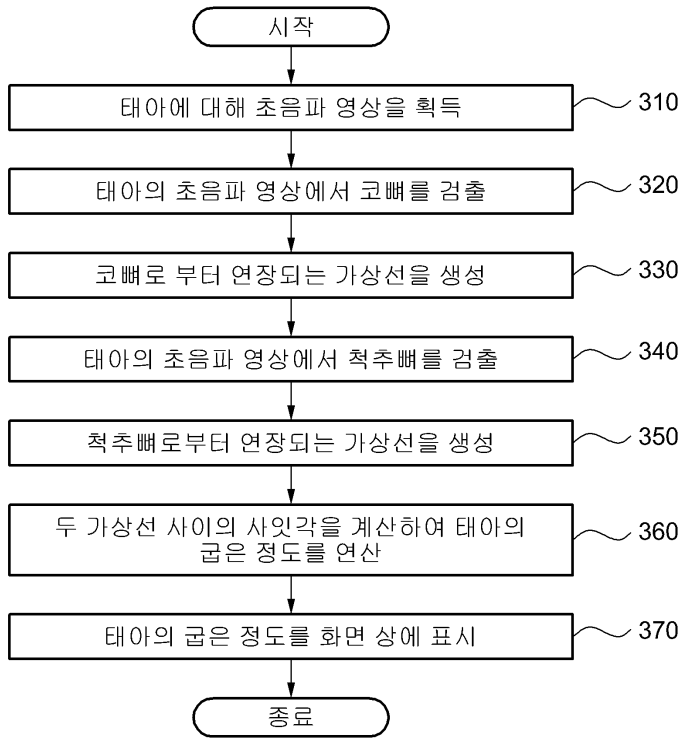 시작
태아에 대해 초음파 영상을 획득 310
태아의 초음파 영상에서 코뼈를 검출 320
코뼈로 부터 연장되는 가상선을 생성 330
태아의 초음파 영상에서 척추뼈를 검출 340
척추뼈로부터 연장되는 가상선을 생성 350
두 가상선 사이의 사잇각을 계산하여 태아의
굽은 정도를 연산 360
태아의 굽은 정도를 화면 상에 표시 370
종료